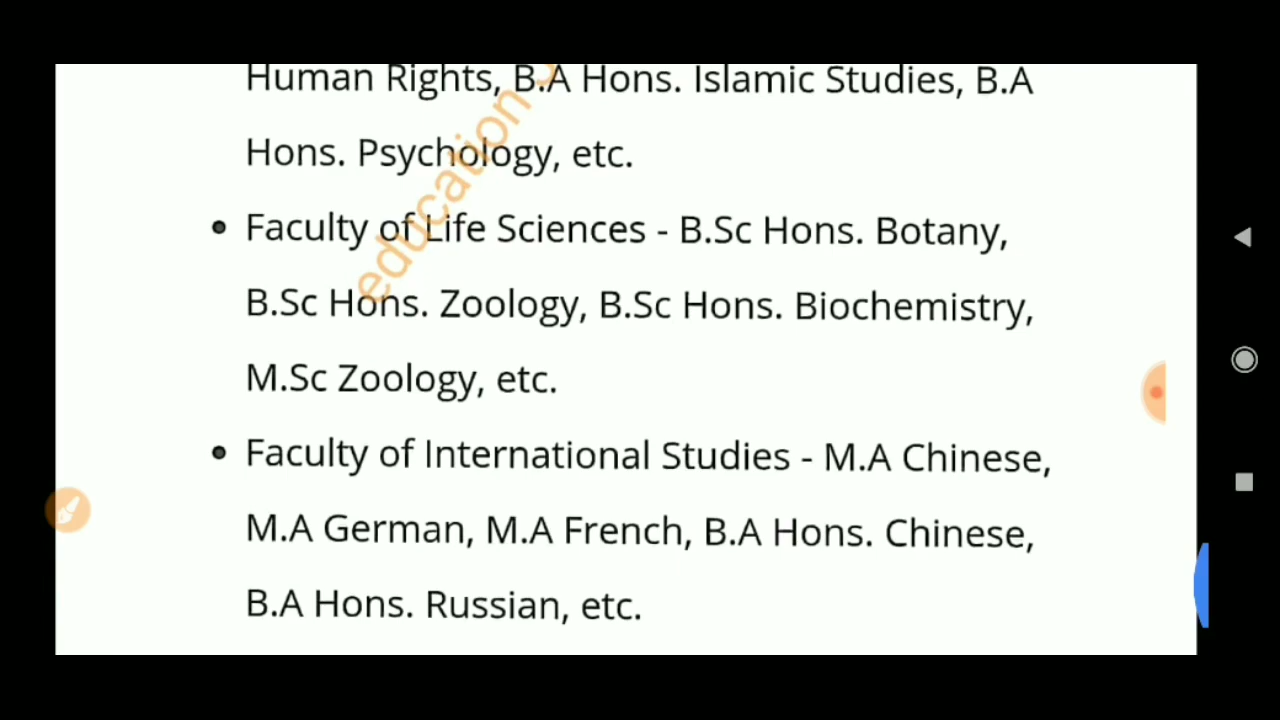 Human Rights, B.A Hons. Islamic Studies, B.A
Hons. Psychology, etc.
• Faculty of Life Sciences - B.Sc Hons. Botany,
B.Sc Hons. Zoology, B.Sc Hons. Biochemistry,
M.Sc Zoology, etc.
• Faculty of International Studies - M.A Chinese,
M.A German, M.A French, B.A Hons. Chinese,
B.A Hons. Russian, etc.
education